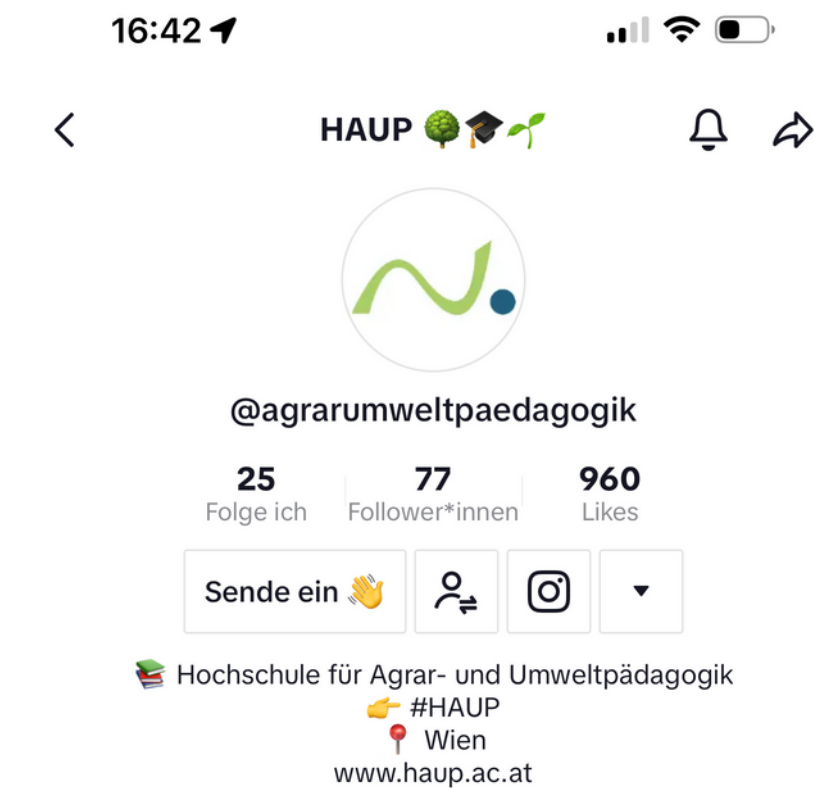 16:42
HAUP 🌳🎓🌱
@agrarumweltpaedagogik
25 77 960
Folge ich Follower*innen Likes
Sende ein 👋
📚 Hochschule für Agrar- und Umweltpädagogik
👉 #HAUP
📍 Wien
www.haup.ac.at